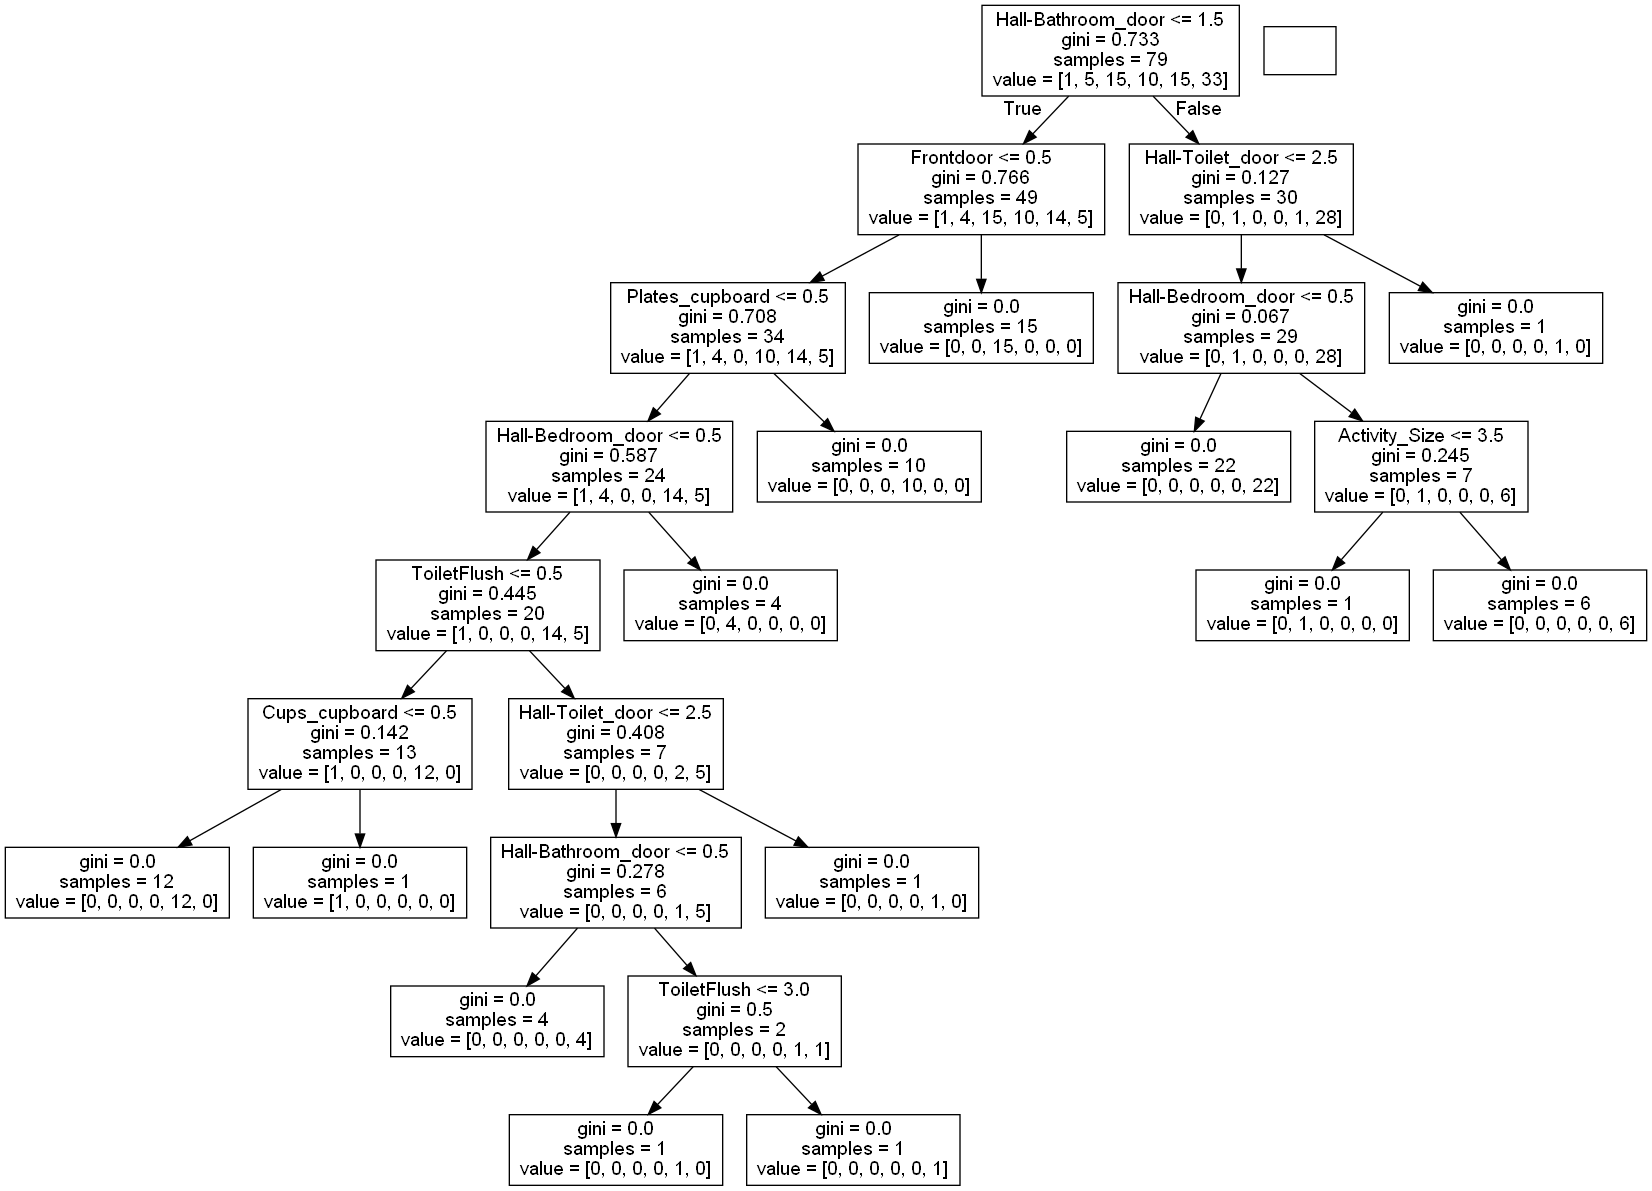 Hall-Bathroom_door <= 1.5
gini = 0.733
samples = 79
value = [1, 5, 15, 10, 15, 33]
True
False
Frontdoor <= 0.5
gini = 0.766
samples = 49
value = [1, 4, 15, 10, 14, 5]
Hall-Toilet_door <= 2.5
gini = 0.127
samples = 30
value = [0, 1, 0, 0, 1, 28]
Plates_cupboard <= 0.5
gini = 0.708
samples = 34
value = [1, 4, 0, 10, 14, 5]
gini = 0.0
samples = 15
value = [0, 0, 15, 0, 0, 0]
Hall-Bedroom_door <= 0.5
gini = 0.067
samples = 29
value = [0, 1, 0, 0, 0, 28]
gini = 0.0
samples = 1
value = [0, 0, 0, 0, 1, 0]
Hall-Bedroom_door <= 0.5
gini = 0.587
samples = 24
value = [1, 4, 0, 0, 14, 5]
gini = 0.0
samples = 10
value = [0, 0, 0, 10, 0, 0]
gini = 0.0
samples = 22
value = [0, 0, 0, 0, 0, 22]
Activity_Size <= 3.5
gini = 0.245
samples = 7
value = [0, 1, 0, 0, 0, 6]
ToiletFlush <= 0.5
gini = 0.445
samples = 20
value = [1, 0, 0, 0, 14, 5]
gini = 0.0
samples = 4
value = [0, 4, 0, 0, 0, 0]
gini = 0.0
samples = 1
value = [0, 1, 0, 0, 0, 0]
gini = 0.0
samples = 6
value = [0, 0, 0, 0, 0, 6]
Cups_cupboard <= 0.5
gini = 0.142
samples = 13
value = [1, 0, 0, 0, 12, 0]
Hall-Toilet_door <= 2.5
gini = 0.408
samples = 7
value = [0, 0, 0, 0, 2, 5]
gini = 0.0
samples = 12
value = [0, 0, 0, 0, 12, 0]
gini = 0.0
samples = 1
value = [1, 0, 0, 0, 0, 0]
Hall-Bathroom_door <= 0.5
gini = 0.278
samples = 6
value = [0, 0, 0, 0, 1, 5]
gini = 0.0
samples = 1
value = [0, 0, 0, 0, 1, 0]
gini = 0.0
samples = 4
value = [0, 0, 0, 0, 0, 4]
ToiletFlush <= 3.0
gini = 0.5
samples = 2
value = [0, 0, 0, 0, 1, 1]
gini = 0.0
samples = 1
value = [0, 0, 0, 0, 1, 0]
gini = 0.0
samples = 1
value = [0, 0, 0, 0, 0, 1]